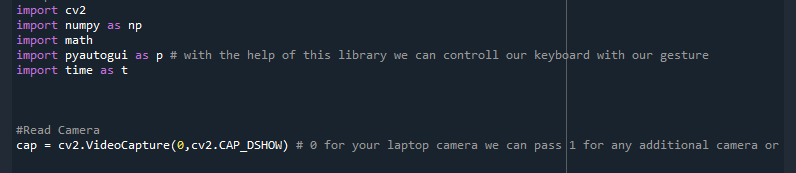 import cv2
import numpy as np
import math
import pyautogui as p # with the help of this library we can controll our keyboard with our gesture
import time as t
#Read Camera
cap = cv2.VideoCapture(0,cv2.CAP_DSHOW) # 0 for your laptop camera we can pass 1 for any additional camera or